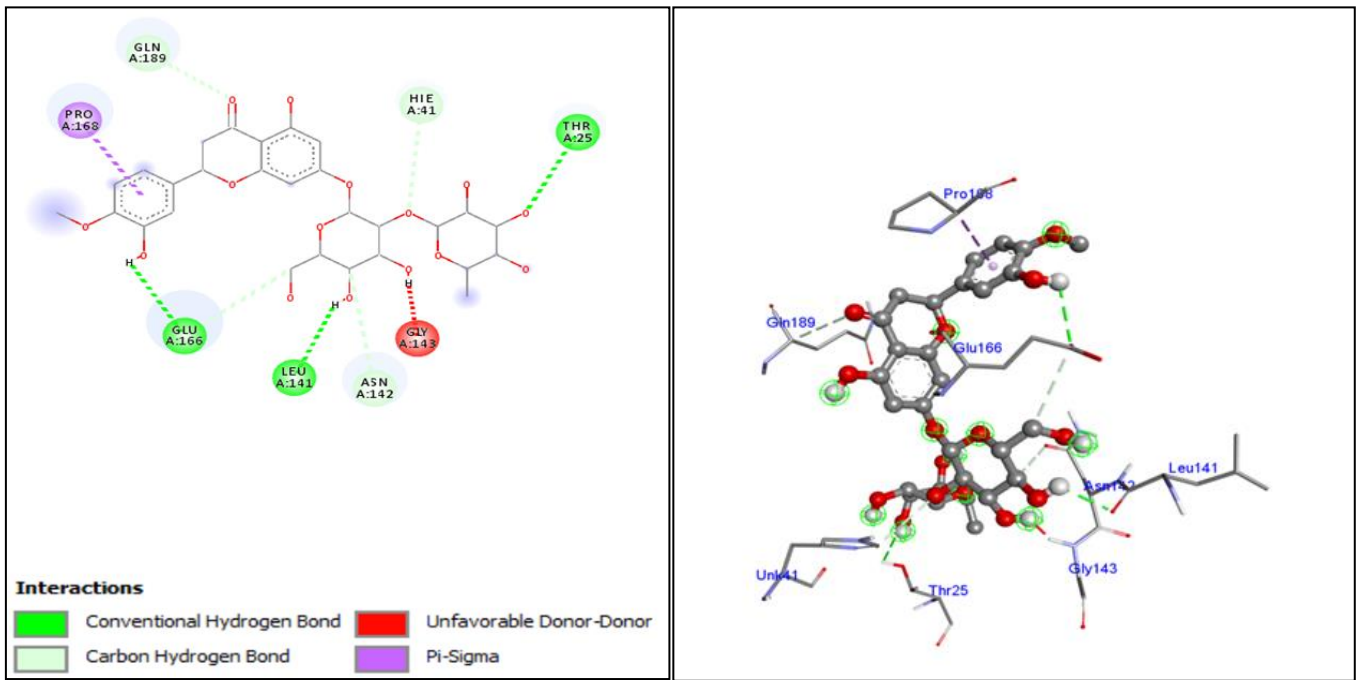 GLN
A:189
PRO
A:168
HIE
A:41
THR
A:25
H
GLU
A:166
H
LEU
A:141
H
GLY
A:143
ASN
A:142
Interactions
Conventional Hydrogen Bond
Unfavorable Donor-Donor
Carbon Hydrogen Bond
Pi-Sigma
Pro168
Gln189
Glu166
Leu141
Asn142
Unk41
Thr25
Gly143